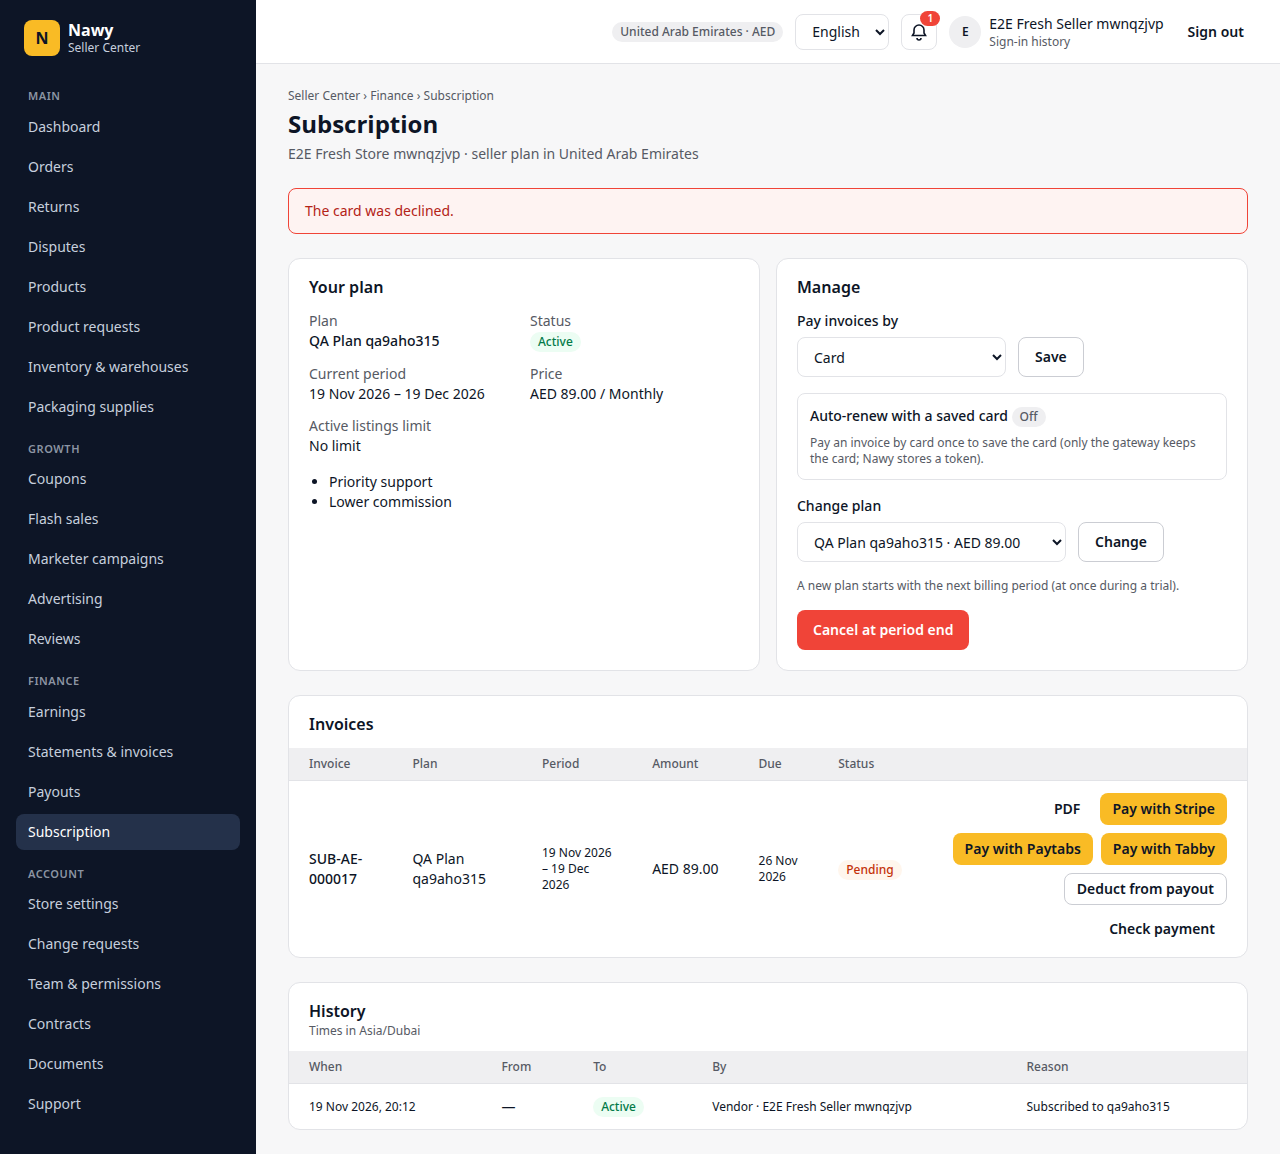 N
Nawy
Seller Center
United Arab Emirates · AED
English
1
E
E2E Fresh Seller mwnqzjvp
Sign-in history
Sign out
MAIN
Dashboard
Orders
Returns
Disputes
Products
Product requests
Inventory & warehouses
Packaging supplies
GROWTH
Coupons
Flash sales
Marketer campaigns
Advertising
Reviews
FINANCE
Earnings
Statements & invoices
Payouts
Subscription
ACCOUNT
Store settings
Change requests
Team & permissions
Contracts
Documents
Support
Seller Center › Finance › Subscription
Subscription
E2E Fresh Store mwnqzjvp · seller plan in United Arab Emirates
The card was declined.
Your plan
Plan
QA Plan qa9aho315
Status
Active
Current period
19 Nov 2026 – 19 Dec 2026
Price
AED 89.00 / Monthly
Active listings limit
No limit
• Priority support
• Lower commission
Manage
Pay invoices by
Card
Save
Auto-renew with a saved card Off
Pay an invoice by card once to save the card (only the gateway keeps
the card; Nawy stores a token).
Change plan
QA Plan qa9aho315 · AED 89.00
Change
A new plan starts with the next billing period (at once during a trial).
Cancel at period end
Invoices
Invoice Plan Period Amount Due Status
SUB-AE-
000017
QA Plan
qa9aho315
19 Nov 2026
– 19 Dec
2026
AED 89.00
26 Nov
2026
Pending
PDF
Pay with Stripe
Pay with Paytabs
Pay with Tabby
Deduct from payout
Check payment
History
Times in Asia/Dubai
When From To By Reason
19 Nov 2026, 20:12 — Active Vendor · E2E Fresh Seller mwnqzjvp Subscribed to qa9aho315